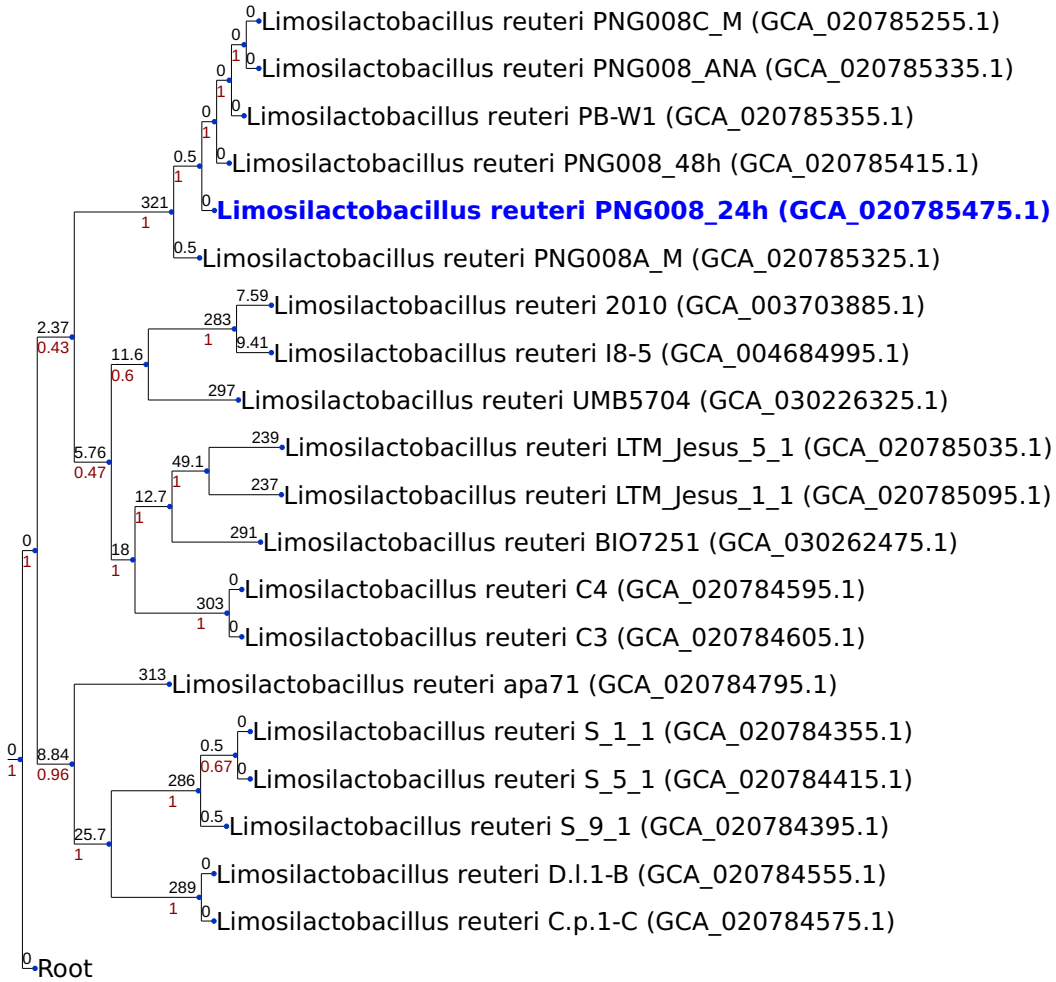 0
Limosilactobacillus reuteri PNG008C_M (GCA_020785255.1)
0
1
0
Limosilactobacillus reuteri PNG008_ANA (GCA_020785335.1)
0
1
0
Limosilactobacillus reuteri PB-W1 (GCA_020785355.1)
0
1
0
Limosilactobacillus reuteri PNG008_48h (GCA_020785415.1)
0.5
1
0
Limosilactobacillus reuteri PNG008_24h (GCA_020785475.1)
321
1
0.5
Limosilactobacillus reuteri PNG008A_M (GCA_020785325.1)
7.59
Limosilactobacillus reuteri 2010 (GCA_003703885.1)
283
1
2.37
0.43
9.41
Limosilactobacillus reuteri I8-5 (GCA_004684995.1)
11.6
0.6
297
Limosilactobacillus reuteri UMB5704 (GCA_030226325.1)
239
Limosilactobacillus reuteri LTM_Jesus_5_1 (GCA_020785035.1)
5.76
0.47
49.1
1
237
Limosilactobacillus reuteri LTM_Jesus_1_1 (GCA_020785095.1)
12.7
1
291
Limosilactobacillus reuteri BIO7251 (GCA_030262475.1)
0
1
18
1
0
Limosilactobacillus reuteri C4 (GCA_020784595.1)
303
1
0
Limosilactobacillus reuteri C3 (GCA_020784605.1)
313
Limosilactobacillus reuteri apa71 (GCA_020784795.1)
0
Limosilactobacillus reuteri S_1_1 (GCA_020784355.1)
0
1
8.84
0.96
0.5
0.67
0
Limosilactobacillus reuteri S_5_1 (GCA_020784415.1)
286
1
0.5
Limosilactobacillus reuteri S_9_1 (GCA_020784395.1)
25.7
1
0
Limosilactobacillus reuteri D.l.1-B (GCA_020784555.1)
289
1
0
Limosilactobacillus reuteri C.p.1-C (GCA_020784575.1)
0
Root